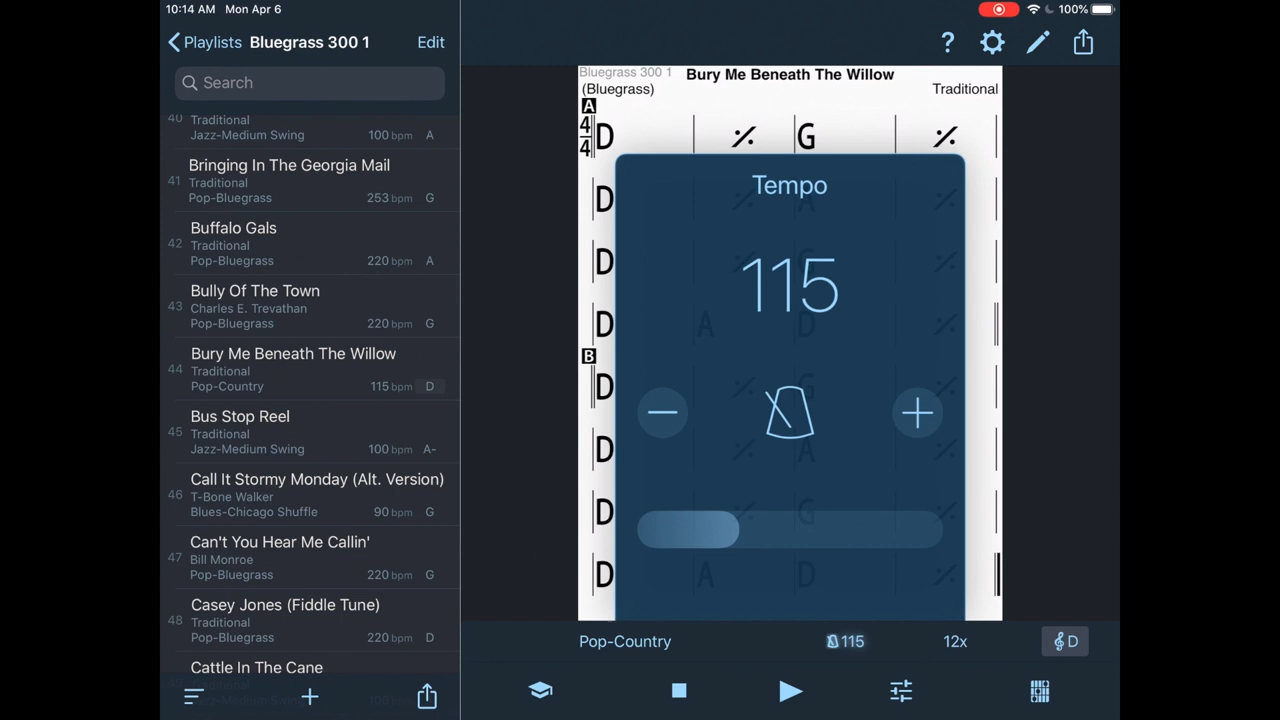 10:14 AM Mon Apr 6
100%
Playlists Bluegrass 300 1 Edit
Search
40 Traditional
Jazz-Medium Swing 100 bpm A
Bringing In The Georgia Mail
41 Traditional
Pop-Bluegrass 253 bpm G
Buffalo Gals
42 Traditional
Pop-Bluegrass 220 bpm A
Bully Of The Town
43 Charles E. Trevathan
Pop-Bluegrass 220 bpm G
Bury Me Beneath The Willow
44 Traditional
Pop-Country 115 bpm D
Bus Stop Reel
45 Traditional
Jazz-Medium Swing 100 bpm A-
Call It Stormy Monday (Alt. Version)
46 T-Bone Walker
Blues-Chicago Shuffle 90 bpm G
Can't You Hear Me Callin'
47 Bill Monroe
Pop-Bluegrass 220 bpm G
Casey Jones (Fiddle Tune)
48 Traditional
Pop-Bluegrass 220 bpm D
Cattle In The Cane
?
Bluegrass 300 1 Bury Me Beneath The Willow
(Bluegrass) Traditional
A
4/4 D G
D A
D G
D A D
B
D G
D A
D G
D A D
Tempo
115
Pop-Country 115 12x D